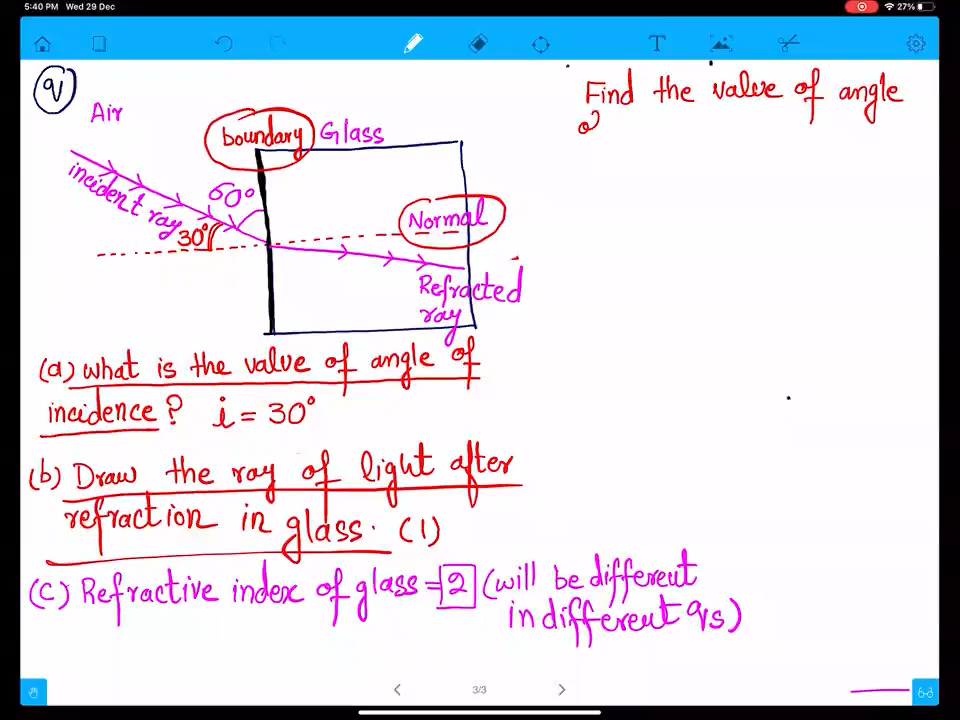 5:40 PM Wed 29 Dec
27%
T
q
Air
boundary
Glass
incident ray
60°
30°
Normal
Refracted
ray
Find the value of angle
(a) what is the value of angle of
incidence? i = 30°
(b) Draw the ray of light after
refraction in glass. (1)
(c) Refractive index of glass = 2 (will be different
in different qs)
3/3